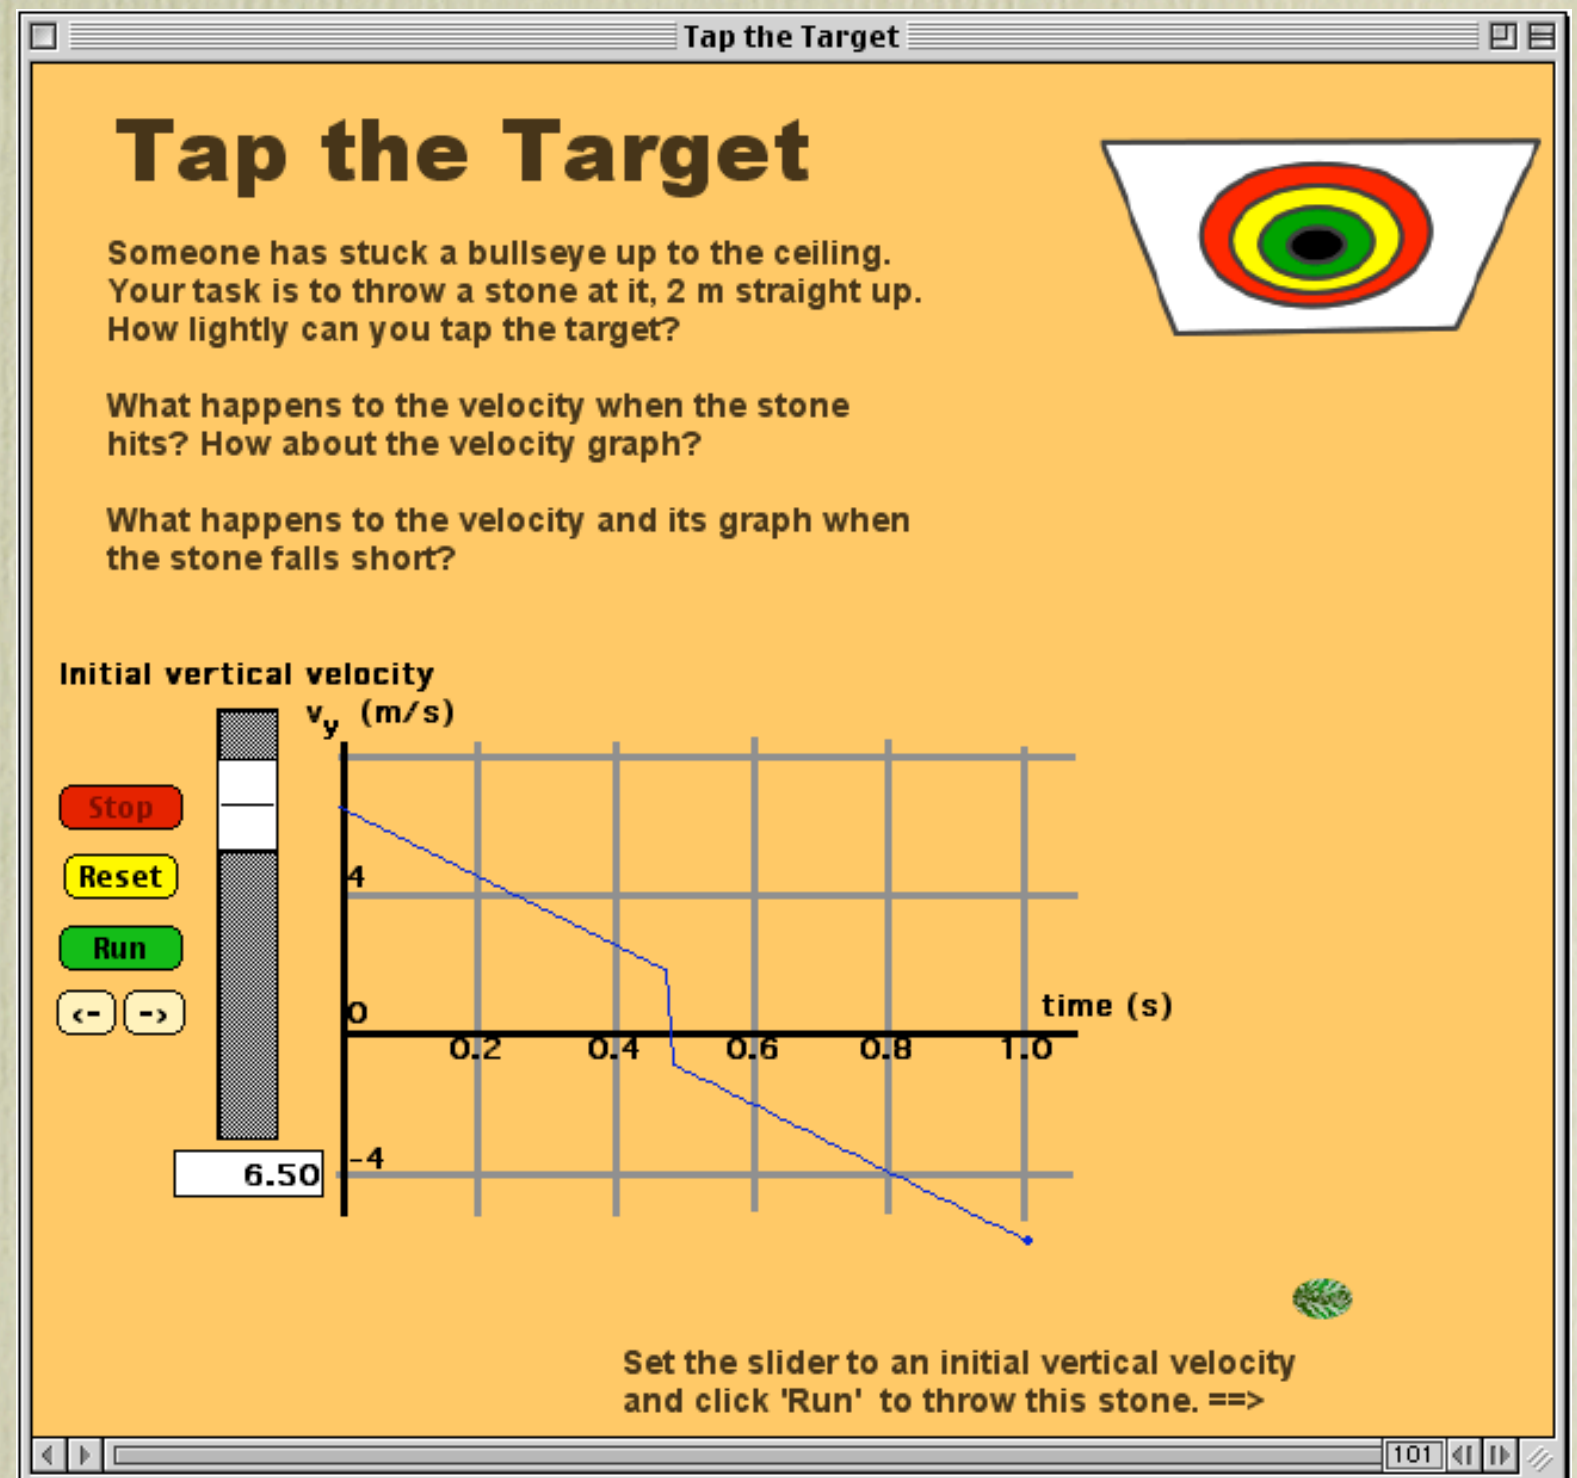 Tap the Target
Tap the Target
Someone has stuck a bullseye up to the ceiling.
Your task is to throw a stone at it, 2 m straight up.
How lightly can you tap the target?
What happens to the velocity when the stone
hits? How about the velocity graph?
What happens to the velocity and its graph when
the stone falls short?
Initial vertical velocity
vy (m/s)
Stop
Reset
Run
<- ->
6.50
4
0
-4
0.2 0.4 0.6 0.8 1.0
time (s)
Set the slider to an initial vertical velocity
and click 'Run' to throw this stone. ==>
101